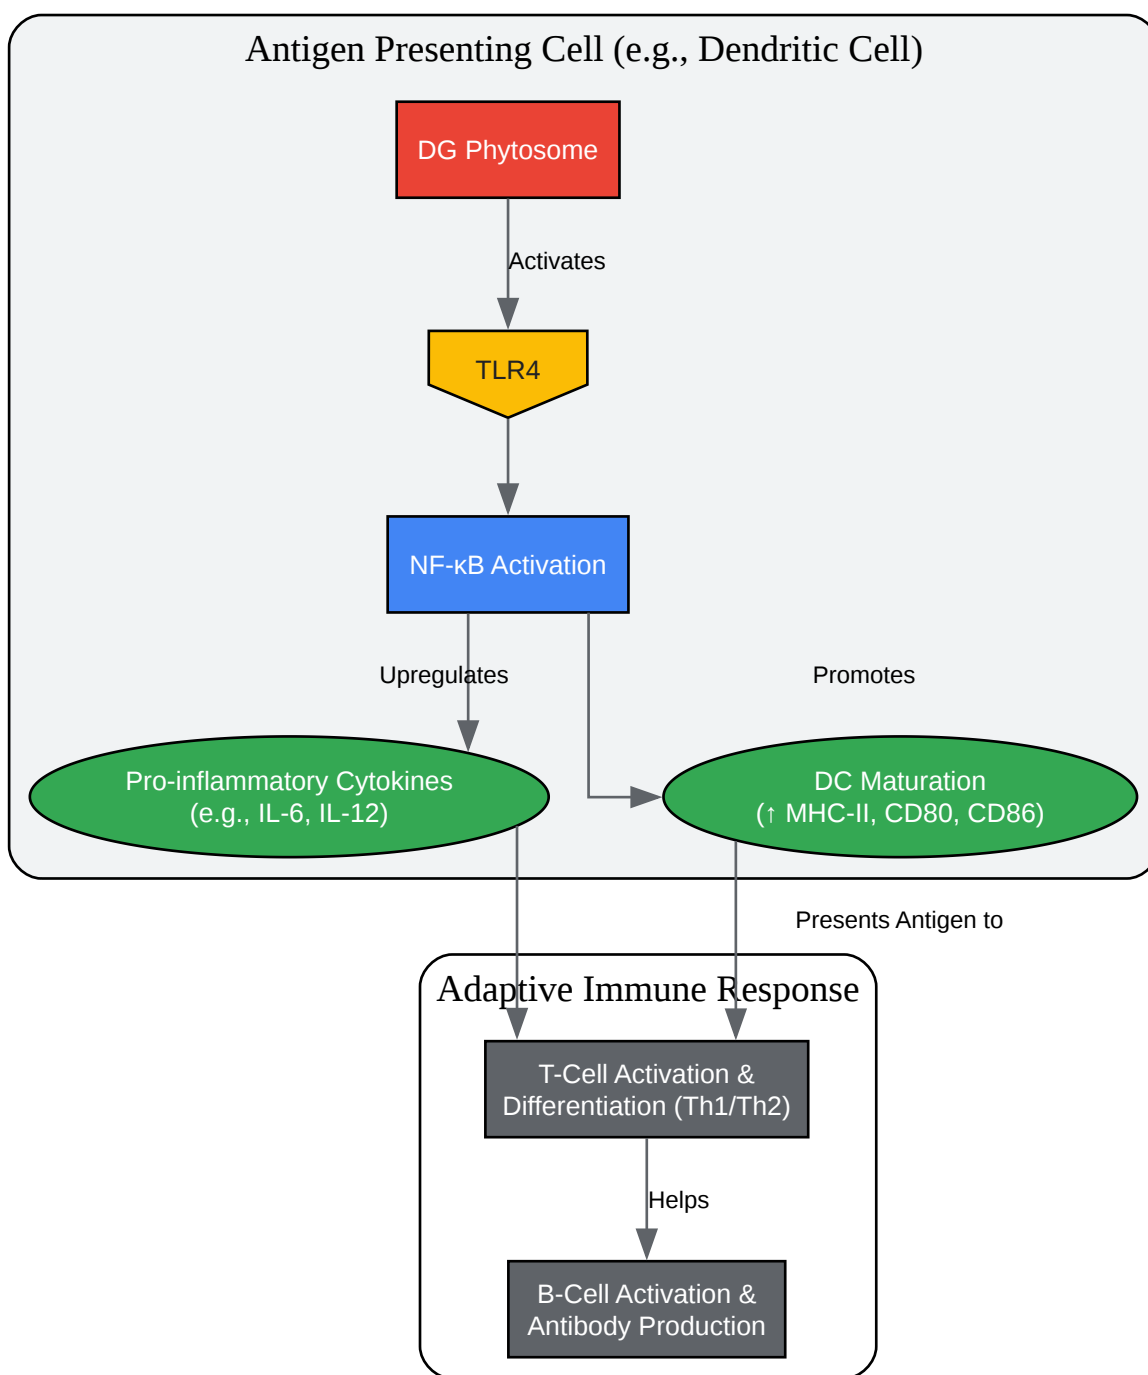 Antigen Presenting Cell (e.g., Dendritic Cell)
DG Phytosome
Activates
TLR4
NF-κB Activation
Upregulates
Promotes
Pro-inflammatory Cytokines
(e.g., IL-6, IL-12)
DC Maturation
(↑ MHC-II, CD80, CD86)
Presents Antigen to
Adaptive Immune Response
T-Cell Activation &
Differentiation (Th1/Th2)
Helps
B-Cell Activation &
Antibody Production